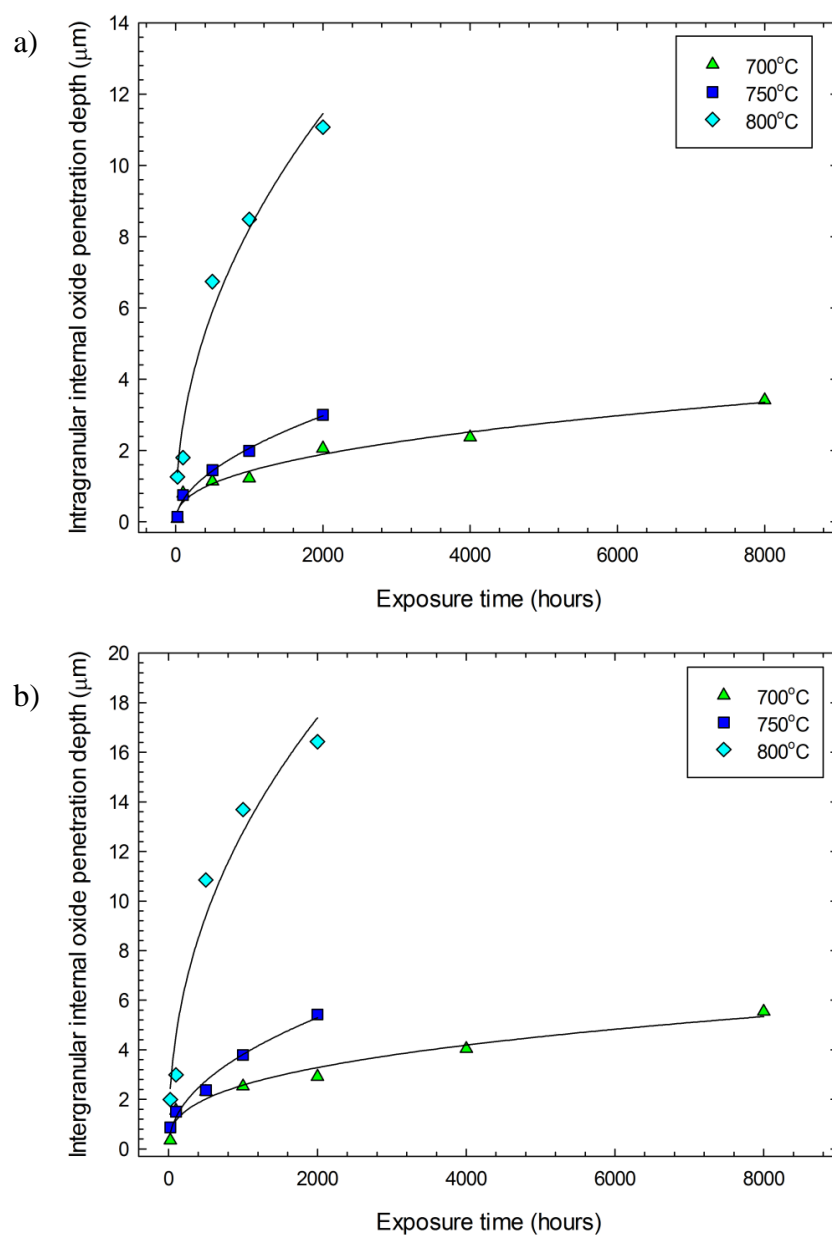 a)
Intragranular internal oxide penetration depth (μm)
14
12
10
8
6
4
2
0
700°C
750°C
800°C
0 2000 4000 6000 8000
Exposure time (hours)
b)
Intergranular internal oxide penetration depth (μm)
20
18
16
14
12
10
8
6
4
2
0
700°C
750°C
800°C
0 2000 4000 6000 8000
Exposure time (hours)